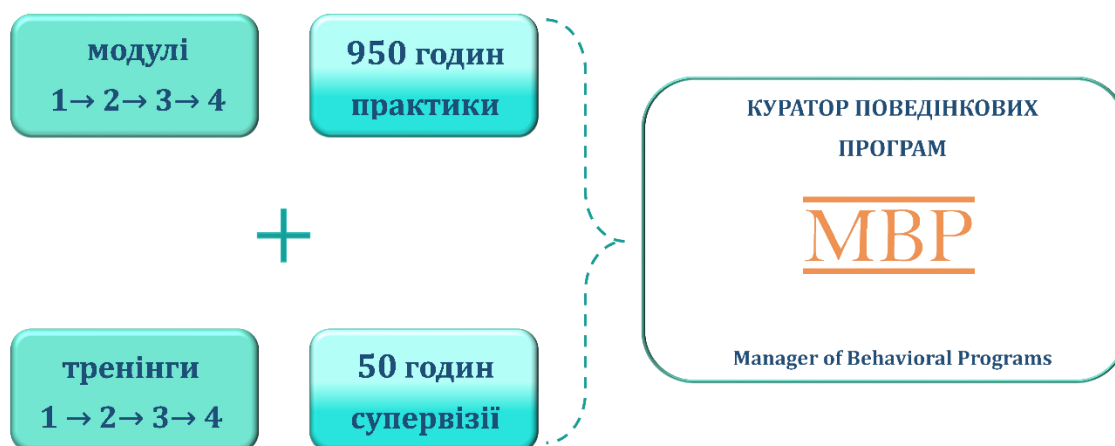 модулі
1→ 2→ 3→ 4
950 годин
практики
+
тренінги
1 → 2→ 3→ 4
50 годин
супервізії
КУРАТОР ПОВЕДІНКОВИХ
ПРОГРАМ
MBP
Manager of Behavioral Programs